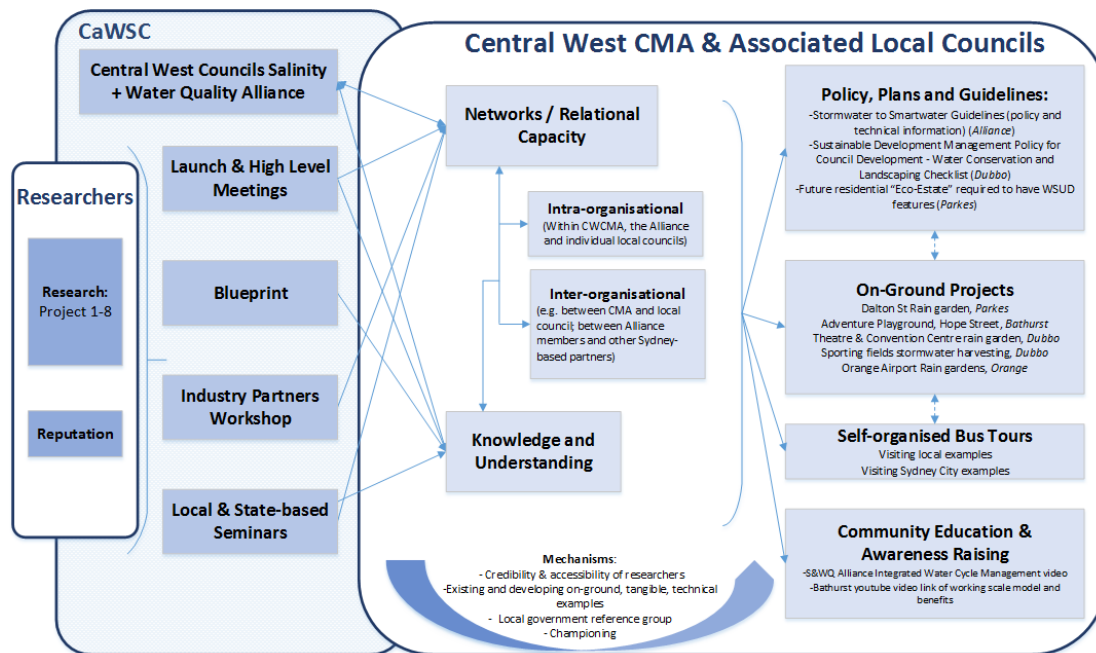 CaWSC
Central West CMA & Associated Local Councils
Central West Councils Salinity
+ Water Quality Alliance
Launch & High Level
Meetings
Blueprint
Industry Partners
Workshop
Local & State-based
Seminars
Researchers
Research:
Project 1-8
Reputation
Networks / Relational
Capacity
Intra-organisational
(Within CWCMA, the Alliance
and individual local councils)
Inter-organisational
(e.g. between CMA and local
council; between Alliance
members and other Sydney-
based partners)
Knowledge and
Understanding
Mechanisms:
- Credibility & accessibility of researchers
-Existing and developing on-ground, tangible, technical
examples
- Local government reference group
- Championing
Policy, Plans and Guidelines:
-Stormwater to Smartwater Guidelines (policy
and technical information) (Alliance)
-Sustainable Development Management Policy for
Council Development - Water Conservation and
Landscaping Checklist (Dubbo)
-Future residential “Eco-Estate” required to have WSUD
features (Parkes)
On-Ground Projects
Dalton St Rain garden, Parkes
Adventure Playground, Hope Street, Bathurst
Theatre & Convention Centre rain garden, Dubbo
Sporting fields stormwater harvesting, Dubbo
Orange Airport Rain gardens, Orange
Self-organised Bus Tours
Visiting local examples
Visiting Sydney City examples
Community Education &
Awareness Raising
-S&WQ Alliance Integrated Water Cycle Management video
-Bathurst youtube video link of working scale model and
benefits